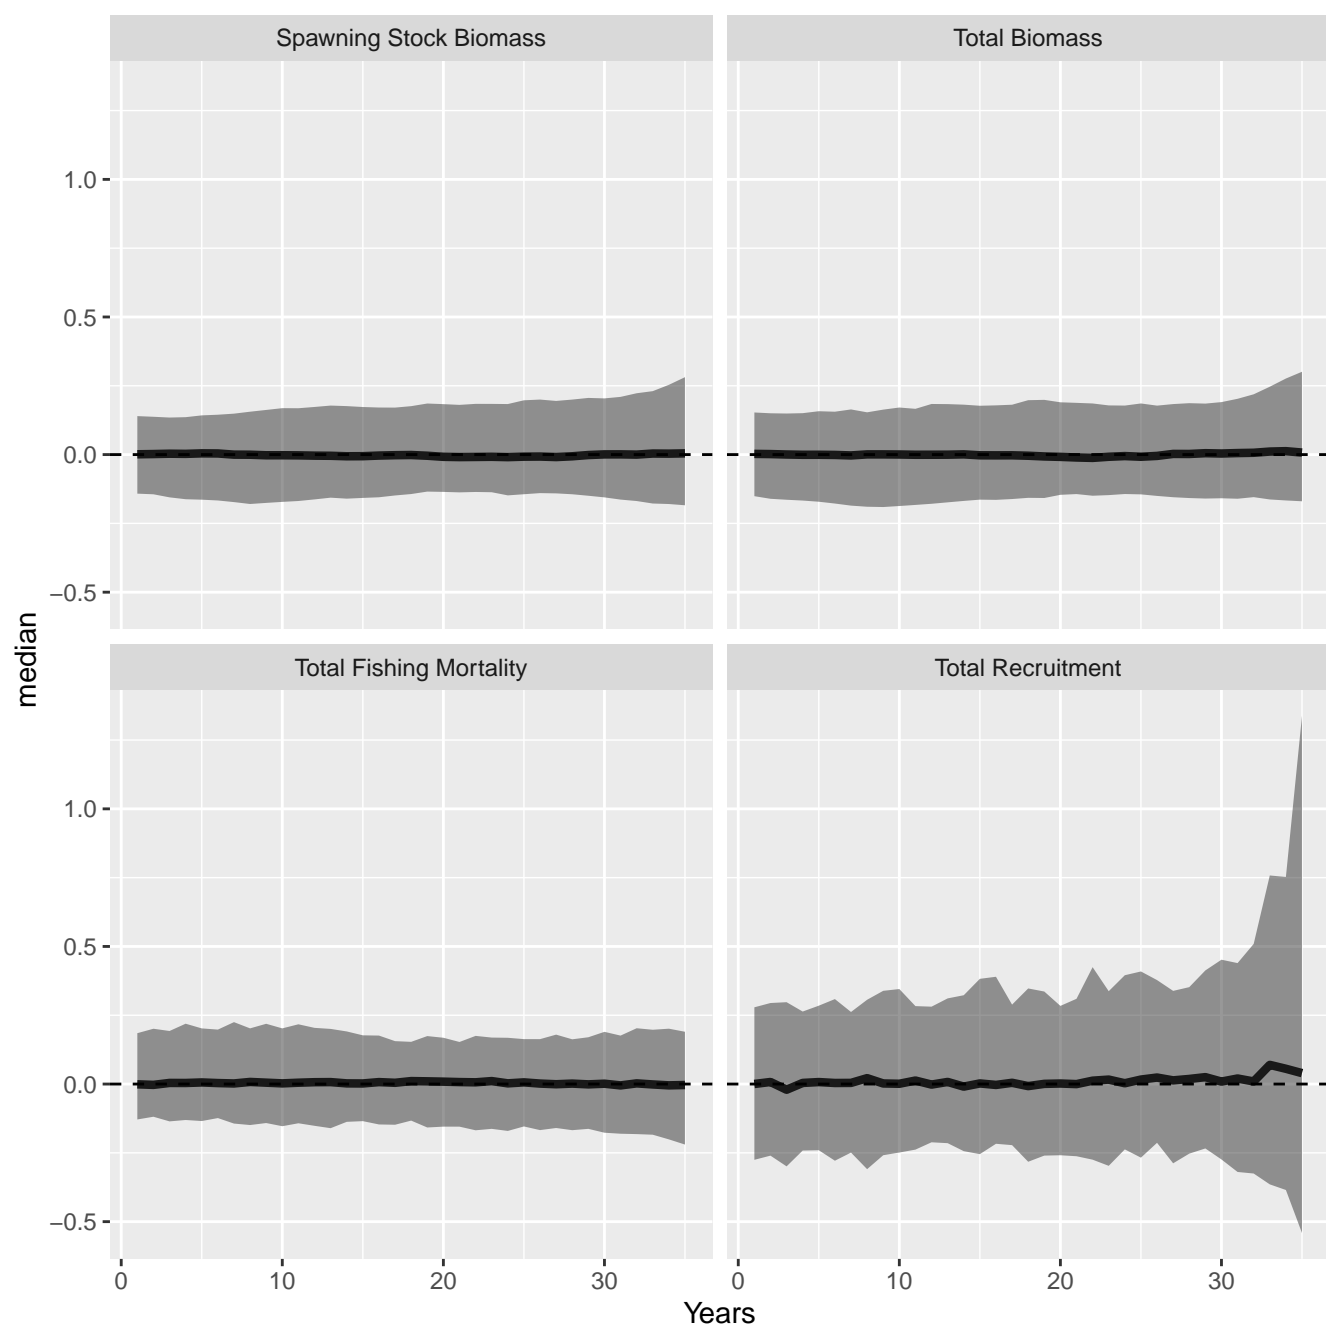 Spawning Stock Biomass
Total Biomass
1.0
0.5
0.0
−0.5
Total Fishing Mortality
Total Recruitment
1.0
0.5
0.0
−0.5
median
0 10 20 30
0 10 20 30
Years